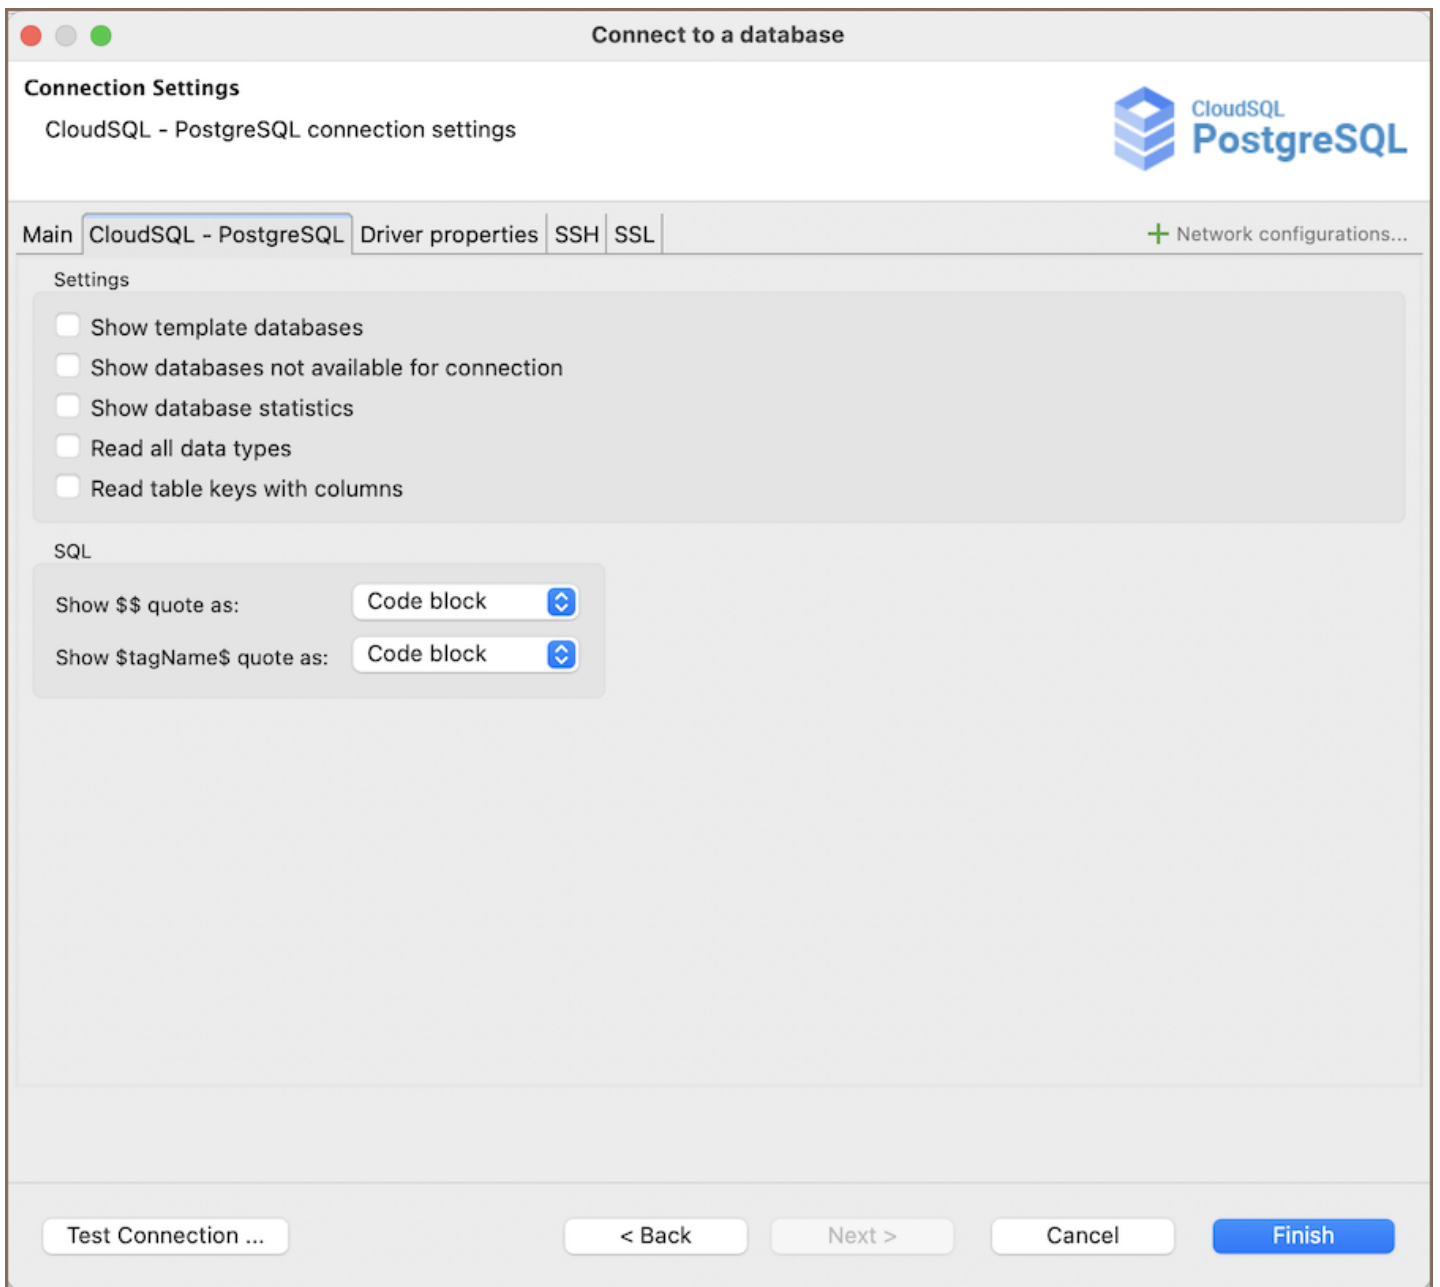 Connect to a database
Connection Settings
CloudSQL - PostgreSQL connection settings
CloudSQL
PostgreSQL
Main CloudSQL - PostgreSQL Driver properties SSH SSL Network configurations...
Settings
Show template databases
Show databases not available for connection
Show database statistics
Read all data types
Read table keys with columns
SQL
Show $$ quote as: Code block
Show $tagName$ quote as: Code block
Test Connection ... < Back Next > Cancel Finish